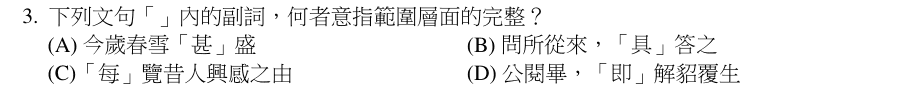 3. 下列文句「」內的副詞，何者意指範圍層面的完整？
(A) 今歲春雪「甚」盛 (B) 問所從來，「具」答之
(C)「每」覽昔人興感之由 (D) 公閱畢，「即」解貂覆生